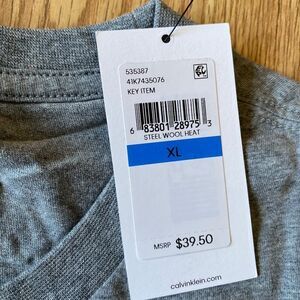 535387
41K7435076
KEY ITEM
6 83801 28975 3
STEEL WOOL HEAT
XL
MSRP $39.50
calvinklein.com